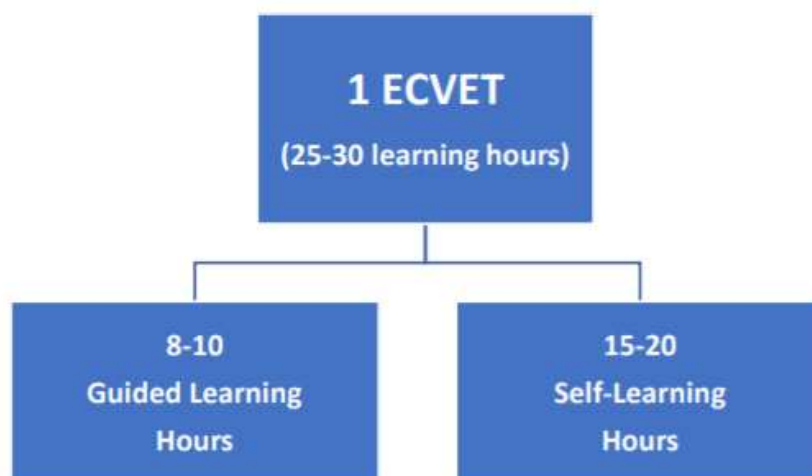 1 ECVET
(25-30 learning hours)
8-10
Guided Learning
Hours
15-20
Self-Learning
Hours